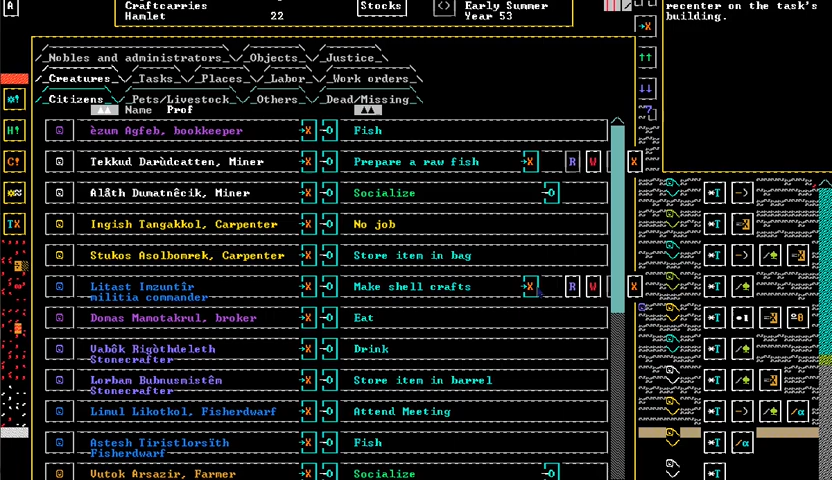 A
Craftcarries
Hamlet
22
Stocks
<>
Early Summer
Year 53
recenter on the task's
building.
Nobles and administrators
Objects
Justice
Creatures
Tasks
Places
Labor
Work orders
Citizens
Pets/Livestock
Others
Dead/Missing
Name Prof
èzum Agfeb, bookkeeper
Fish
Tekkud Darùdcatten, Miner
Prepare a raw fish
X R W X
Alâth Dumatnêcik, Miner
Socialize
Ingish Tangakkol, Carpenter
No job
Stukos Asolbomrek, Carpenter
Store item in bag
Litast Imzuntîr
militia commander
Make shell crafts
X R W X
Domas Mamotakrul, broker
Eat
Vabôk Rigòthdeleth
Stonecrafter
Drink
Lorbam Bubnusmistêm
Stonecrafter
Store item in barrel
Limul Likotkol, Fisherdwarf
Attend Meeting
Astesh Tiristlorsîth
Fisherdwarf
Fish
Vutok Arsazir, Farmer
Socialize
H!
C!
TX